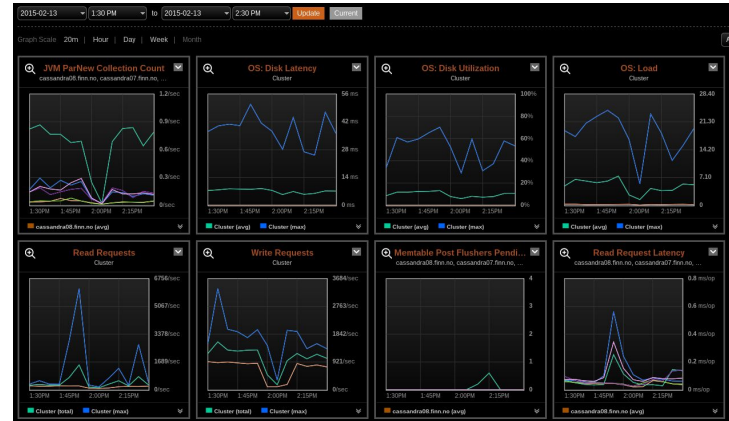 2015-02-13 1:30 PM to 2015-02-13 2:30 PM Update Current
Graph Scale 20m | Hour | Day | Week | Month
JVM ParNew Collection Count
cassandra08.finn.no, cassandra07.finn.no, ...
1.2/sec
0.9/sec
0.6/sec
0.3/sec
0/sec
1:30PM 1:45PM 2:00PM 2:15PM
cassandra08.finn.no (avg)
OS: Disk Latency
Cluster
56 ms
42 ms
28 ms
14 ms
0 ms
1:30PM 1:45PM 2:00PM 2:15PM
Cluster (avg) Cluster (max)
OS: Disk Utilization
Cluster
100%
80%
60%
40%
20%
1:30PM 1:45PM 2:00PM 2:15PM
Cluster (avg) Cluster (max)
OS: Load
Cluster
28.40
21.30
14.20
7.10
0
1:30PM 1:45PM 2:00PM 2:15PM
Cluster (avg) Cluster (max)
Read Requests
Cluster
6756/sec
5067/sec
3378/sec
1689/sec
0/sec
1:30PM 1:45PM 2:00PM 2:15PM
Cluster (total) Cluster (max)
Write Requests
Cluster
3684/sec
2763/sec
1842/sec
921/sec
0/sec
1:30PM 1:45PM 2:00PM 2:15PM
Cluster (total) Cluster (max)
Memtable Post Flushers Pendi...
cassandra08.finn.no, cassandra07.finn.no, ...
4
3
2
1
0
1:30PM 1:45PM 2:00PM 2:15PM
cassandra08.finn.no (avg)
Read Request Latency
cassandra08.finn.no, cassandra07.finn.no, ...
0.8 ms/op
0.6 ms/op
0.4 ms/op
0.2 ms/op
0 ms/op
1:30PM 1:45PM 2:00PM 2:15PM
cassandra08.finn.no (avg)